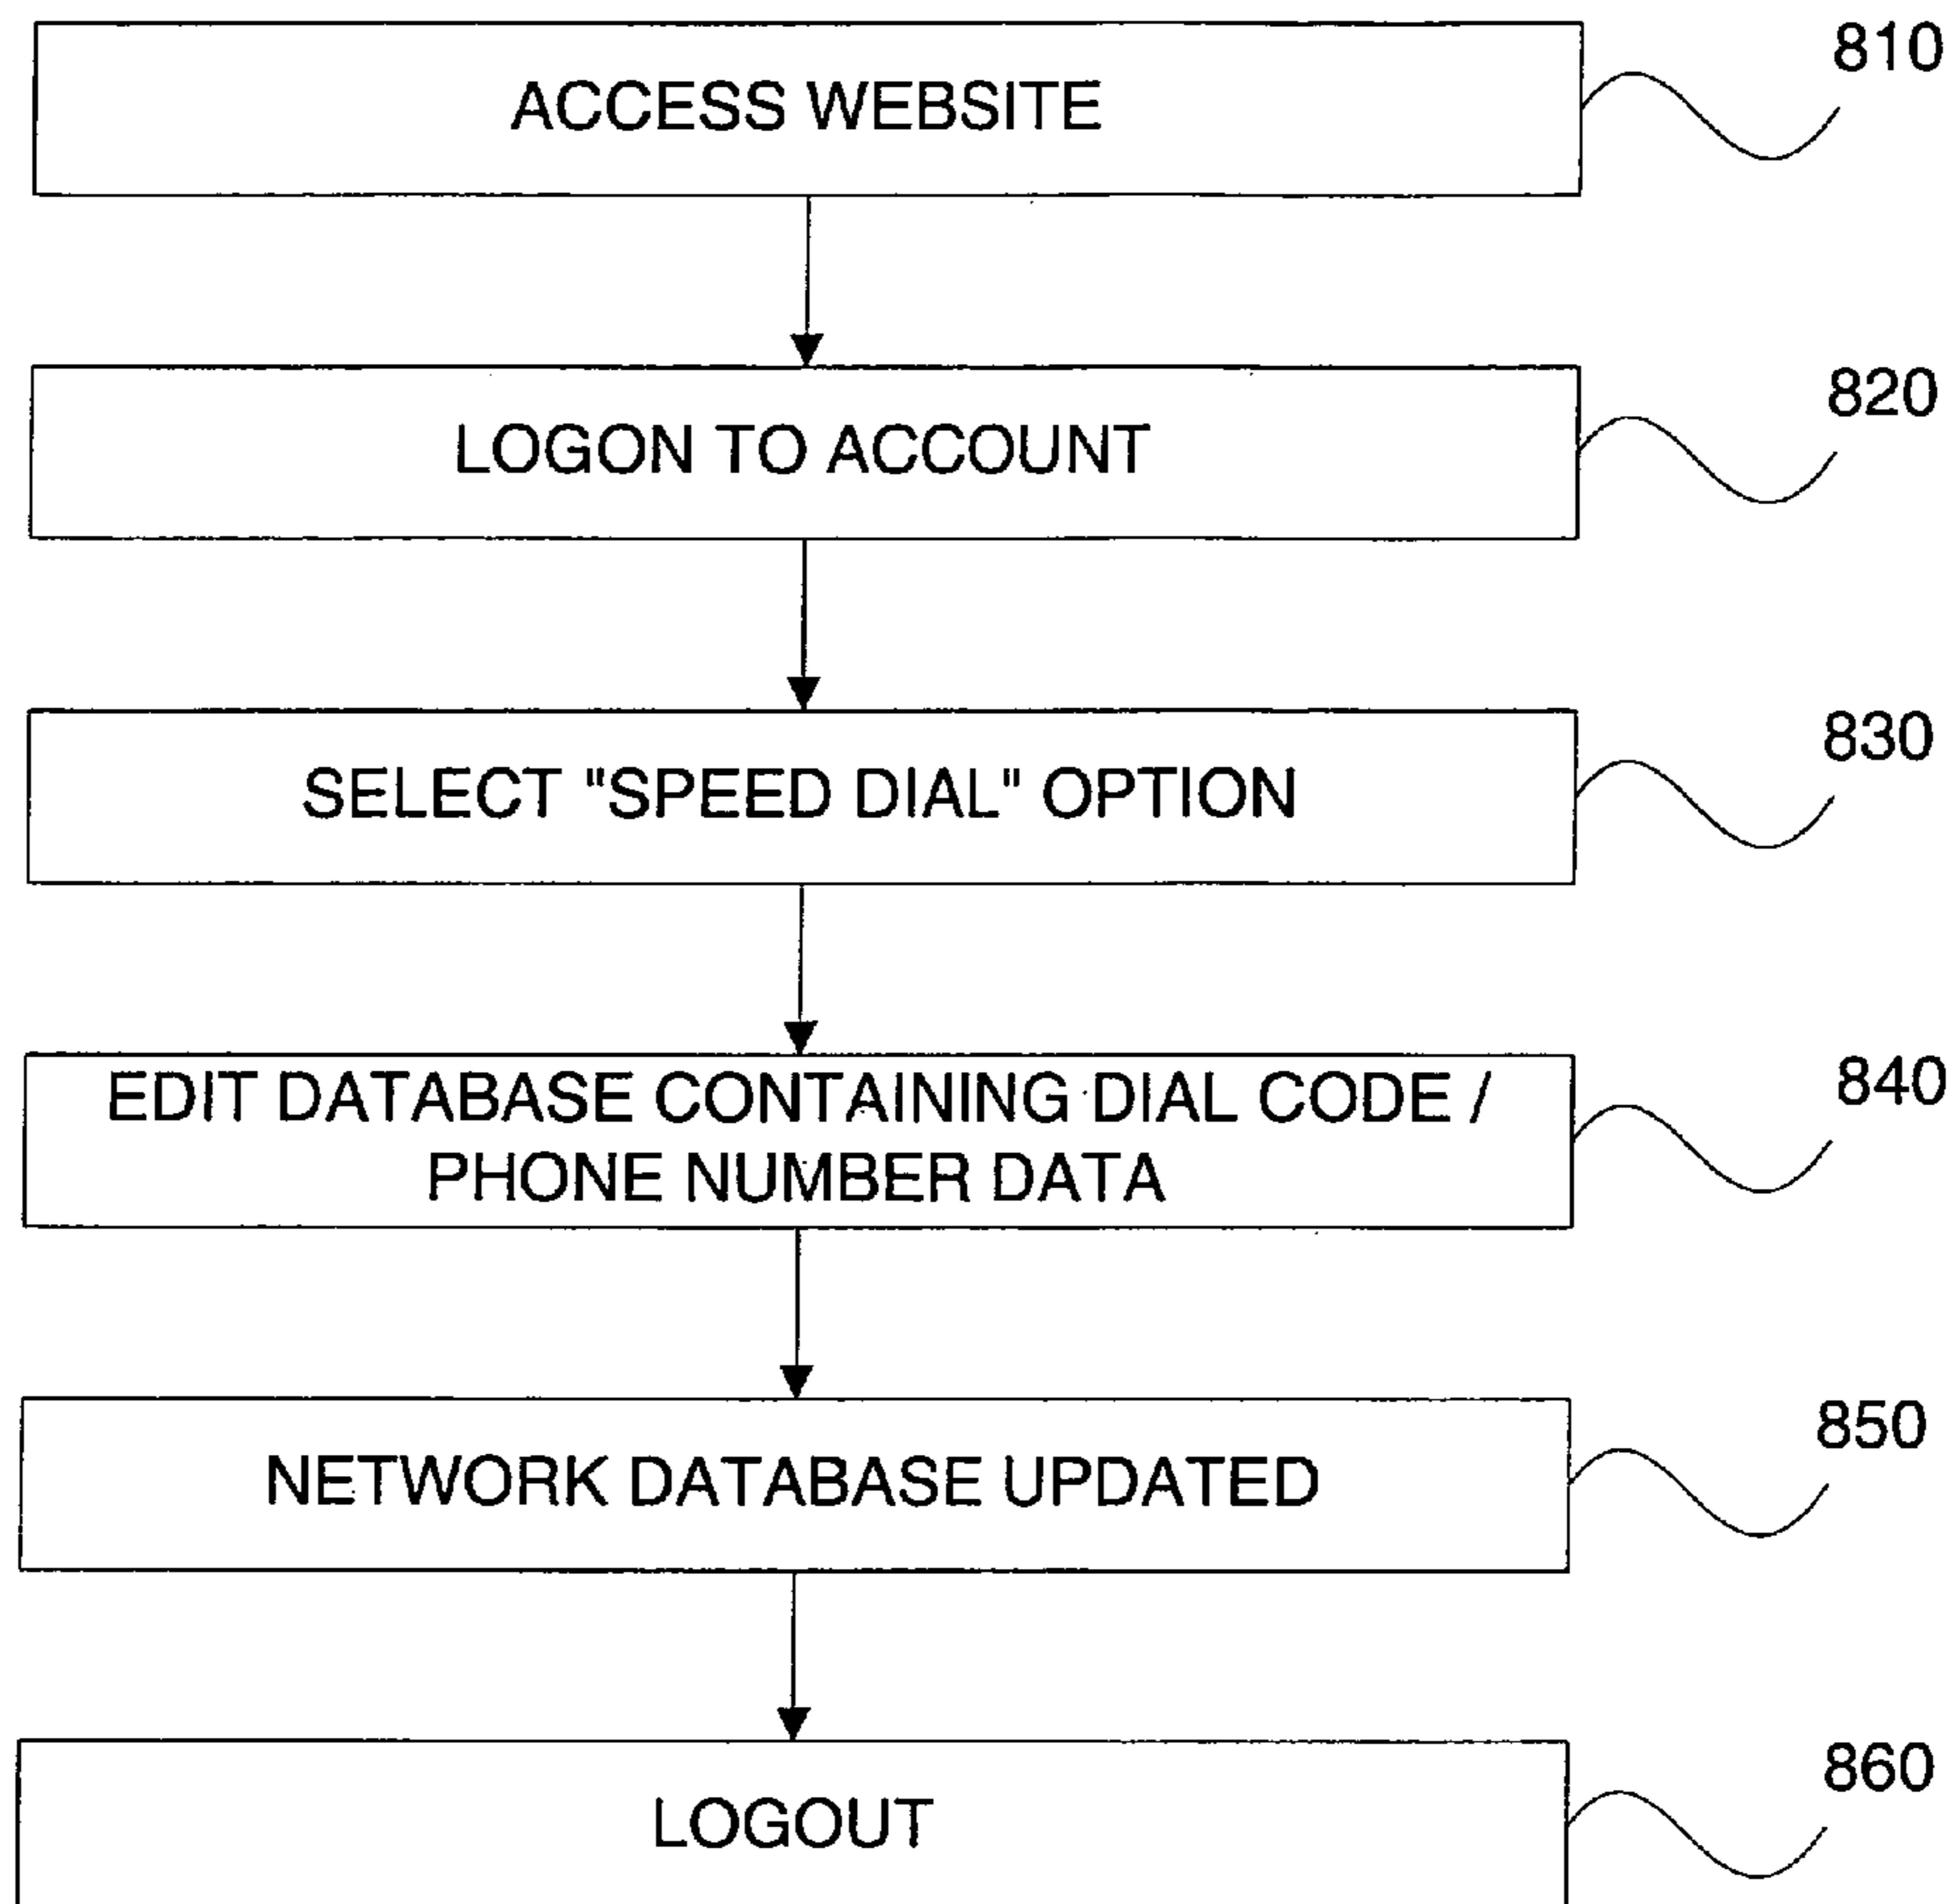 ACCESS WEBSITE
810
LOGON TO ACCOUNT
820
SELECT "SPEED DIAL" OPTION
830
EDIT DATABASE CONTAINING DIAL CODE /
PHONE NUMBER DATA
840
NETWORK DATABASE UPDATED
850
LOGOUT
860